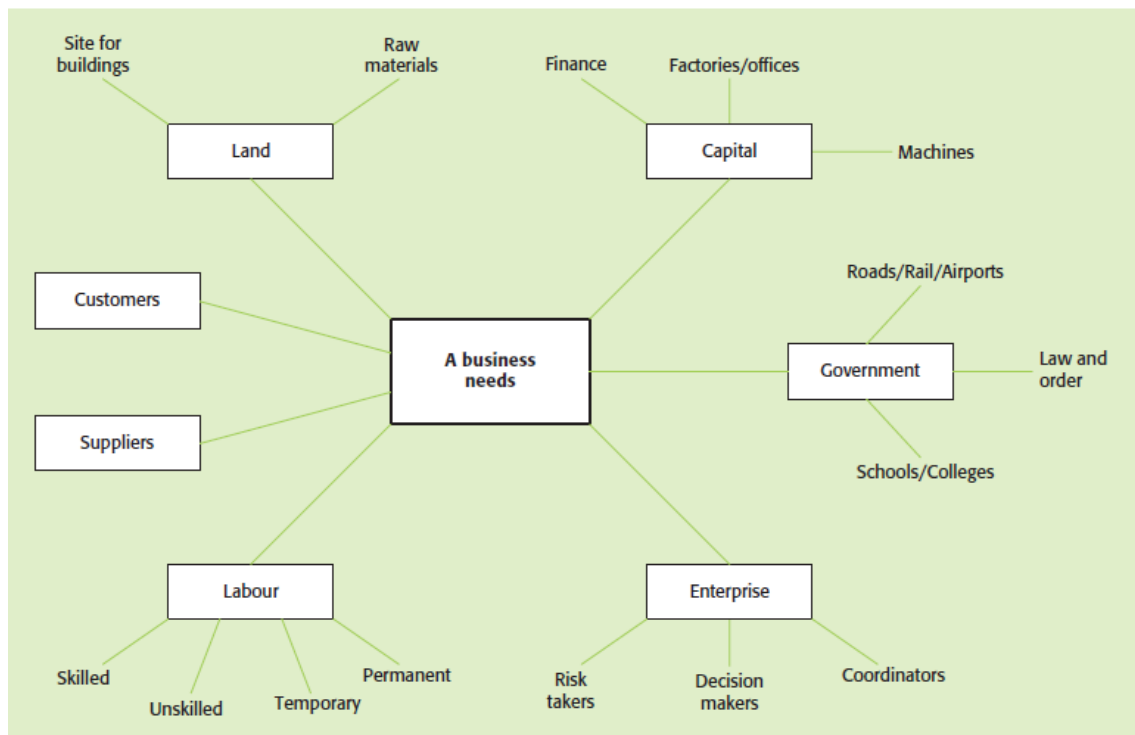 Site for
buildings
Raw
materials
Finance
Factories/offices
Land
Capital
Machines
Customers
Roads/Rail/Airports
A business
needs
Government
Law and
order
Suppliers
Schools/Colleges
Labour
Enterprise
Skilled
Unskilled
Temporary
Permanent
Risk
takers
Decision
makers
Coordinators